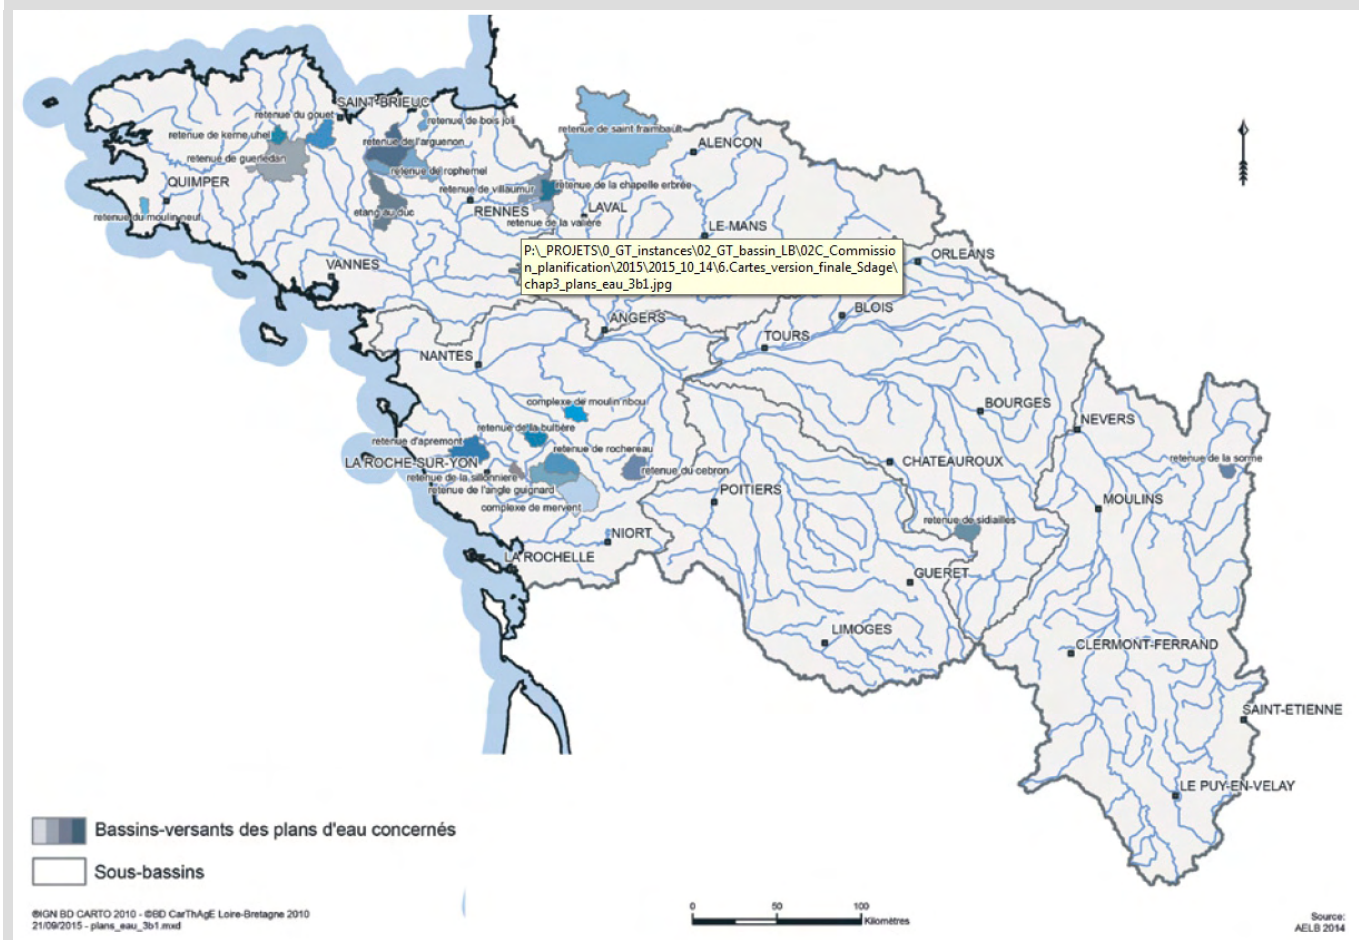 SAINT-BRIEUC
retenue du gouet
retenue de bois joli
retenue de kerne uhel
retenue de l'arguenon
retenue de saint fraimbault
ALENCON
retenue de guerledan
retenue de rophemel
QUIMPER
retenue de villaumur
retenue de la chapelle erbrée
retenue du moulin neuf
etang au duc
RENNES
LAVAL
retenue de la valière
LE MANS
P:\_PROJETS\0_GT_instances\02_GT_bassin_LB\02C_Commissio
n_planification\2015\2015_10_14\6.Cartes_version_finale_Sdage\
chap3_plans_eau_3b1.jpg
ORLEANS
VANNES
BLOIS
ANGERS
TOURS
NANTES
complexe de moulin ribou
BOURGES
NEVERS
retenue de la bultière
retenue d'apremont
retenue de rochereau
LA ROCHE-SUR-YON
retenue du cebron
CHATEAUROUX
retenue de la sorme
retenue de la sillonniere
retenue de l'angle guignard
POITIERS
MOULINS
complexe de mervent
retenue de sidiailles
NIORT
LA ROCHELLE
GUERET
LIMOGES
CLERMONT-FERRAND
SAINT-ETIENNE
LE PUY-EN-VELAY
Bassins-versants des plans d'eau concernés
Sous-bassins
©IGN BD CARTO 2010 - ©BD CarThAgE Loire-Bretagne 2010
21/09/2015 - plans_eau_3b1.mxd
0 50 100
Kilomètres
Source:
AELB 2014